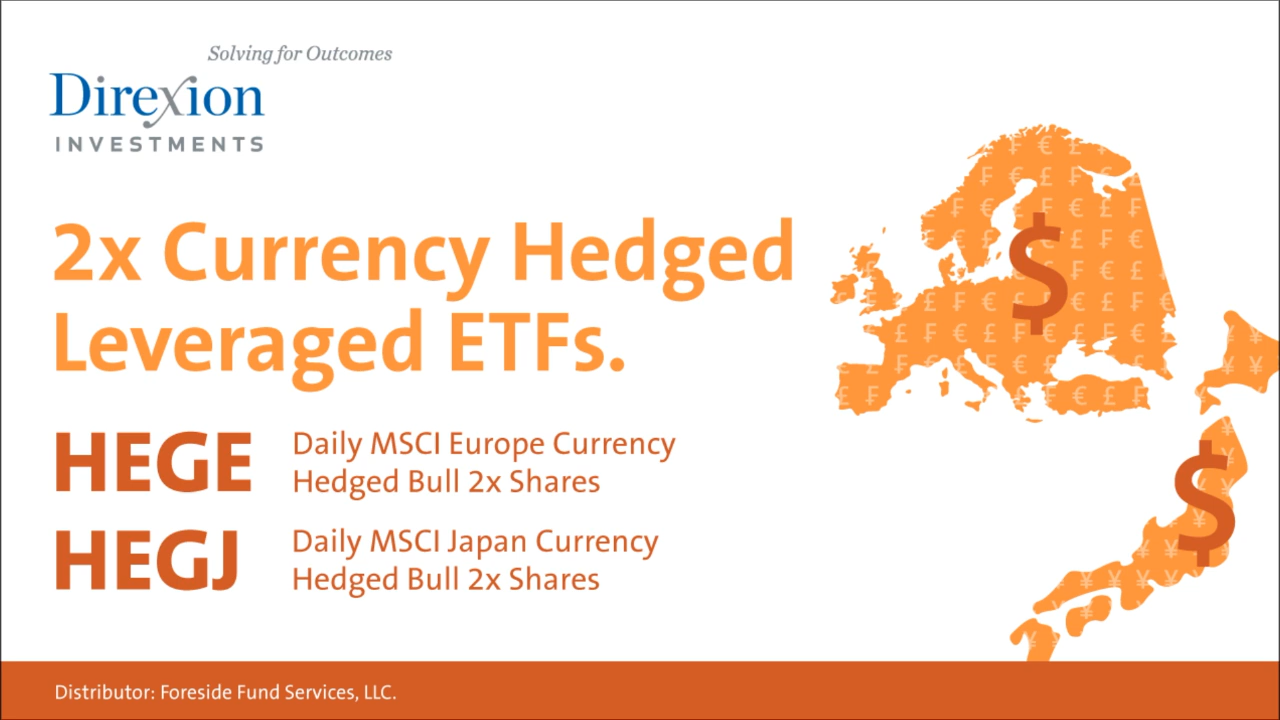 Solving for Outcomes
Direxion
INVESTMENTS
2x Currency Hedged
Leveraged ETFs.
HEGE
Daily MSCI Europe Currency
Hedged Bull 2x Shares
HEGJ
Daily MSCI Japan Currency
Hedged Bull 2x Shares
$
$
Distributor: Foreside Fund Services, LLC.